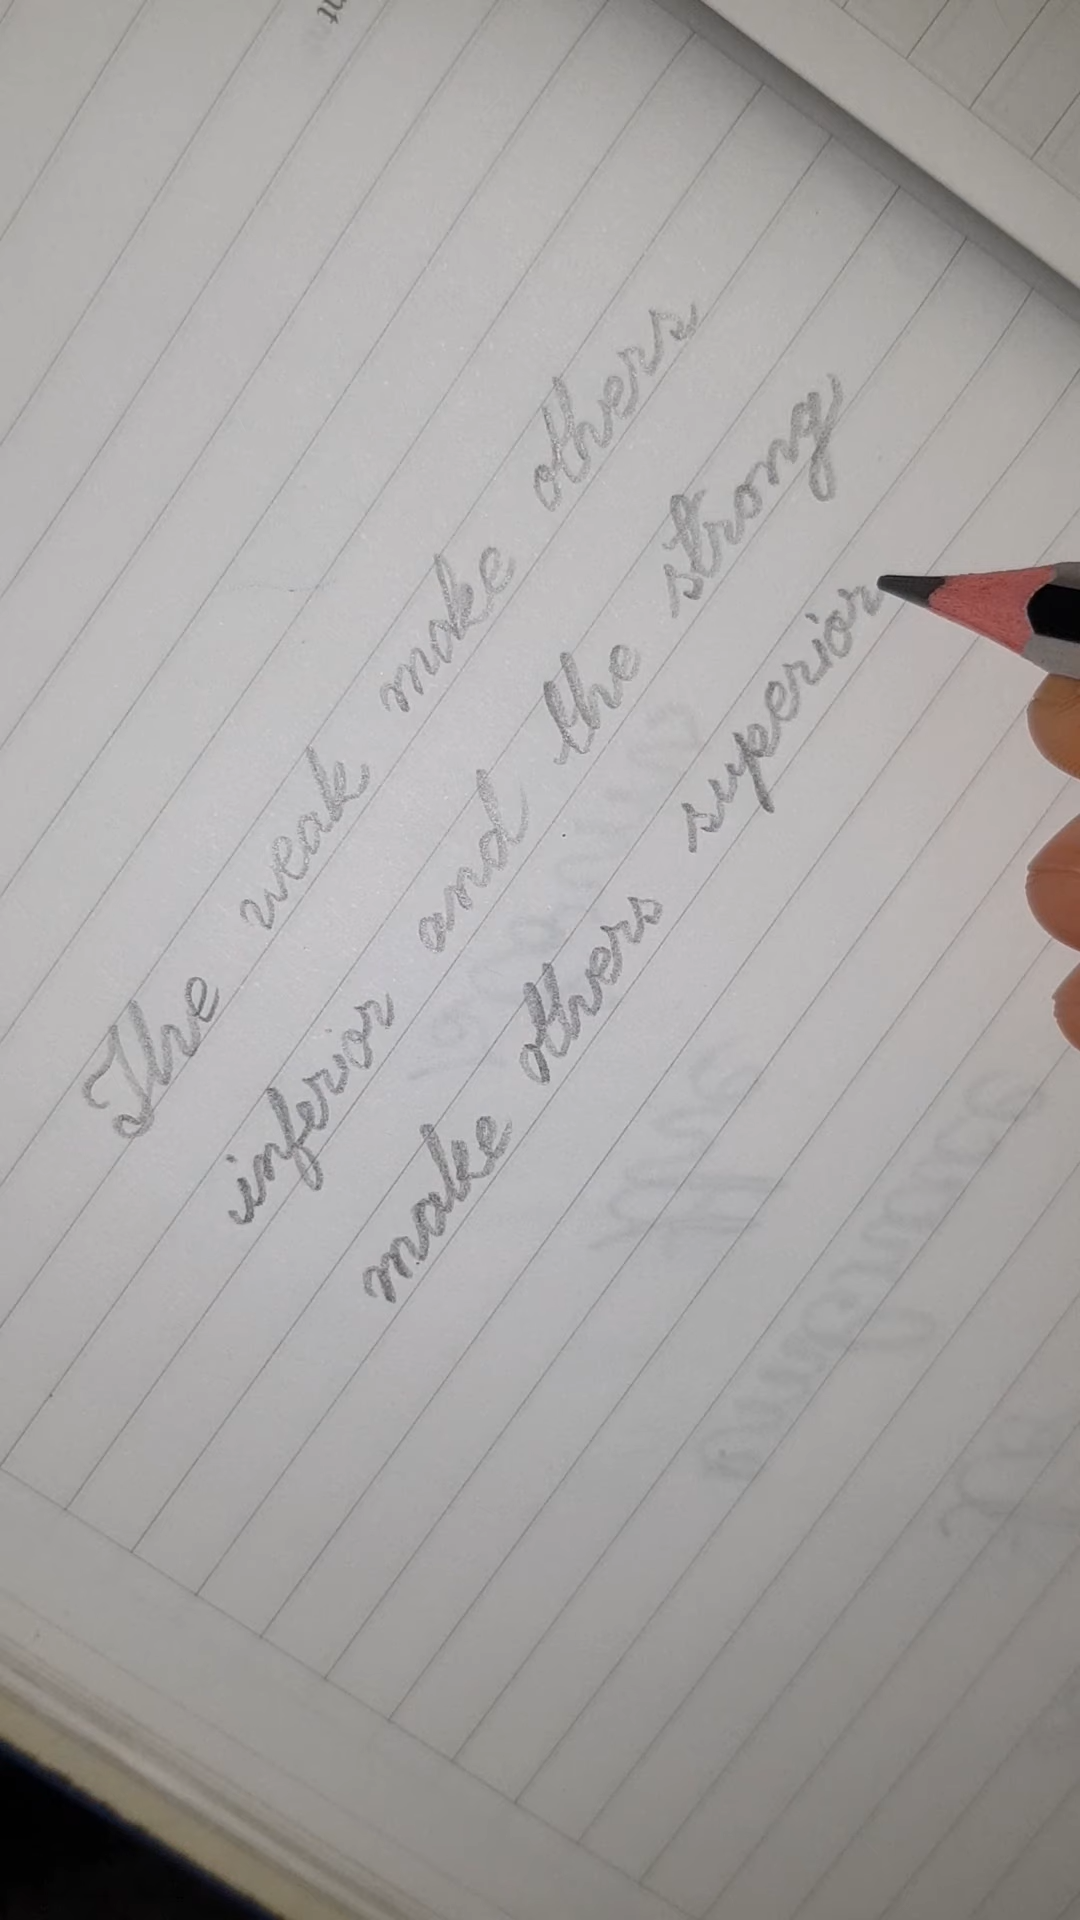 The weak make others
inferior and the strong
make others superior